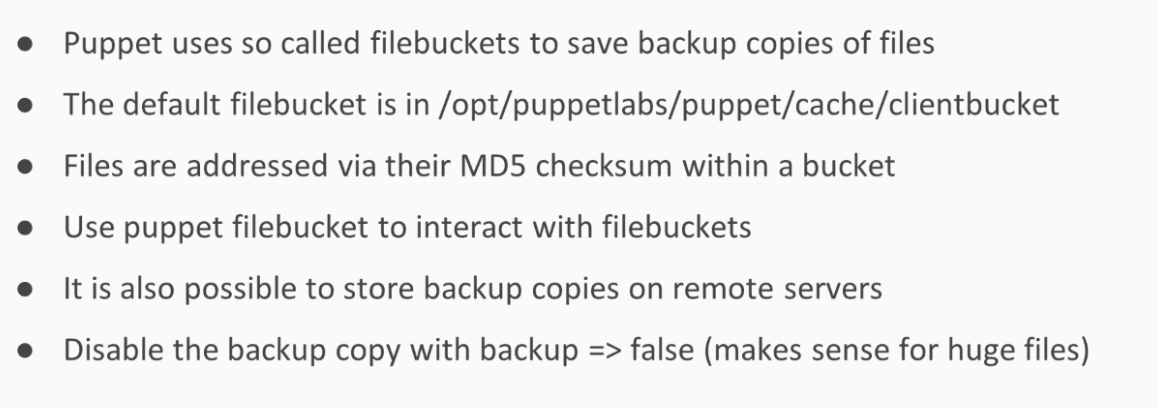 ● Puppet uses so called filebuckets to save backup copies of files
● The default filebucket is in /opt/puppetlabs/puppet/cache/clientbucket
● Files are addressed via their MD5 checksum within a bucket
● Use puppet filebucket to interact with filebuckets
● It is also possible to store backup copies on remote servers
● Disable the backup copy with backup => false (makes sense for huge files)